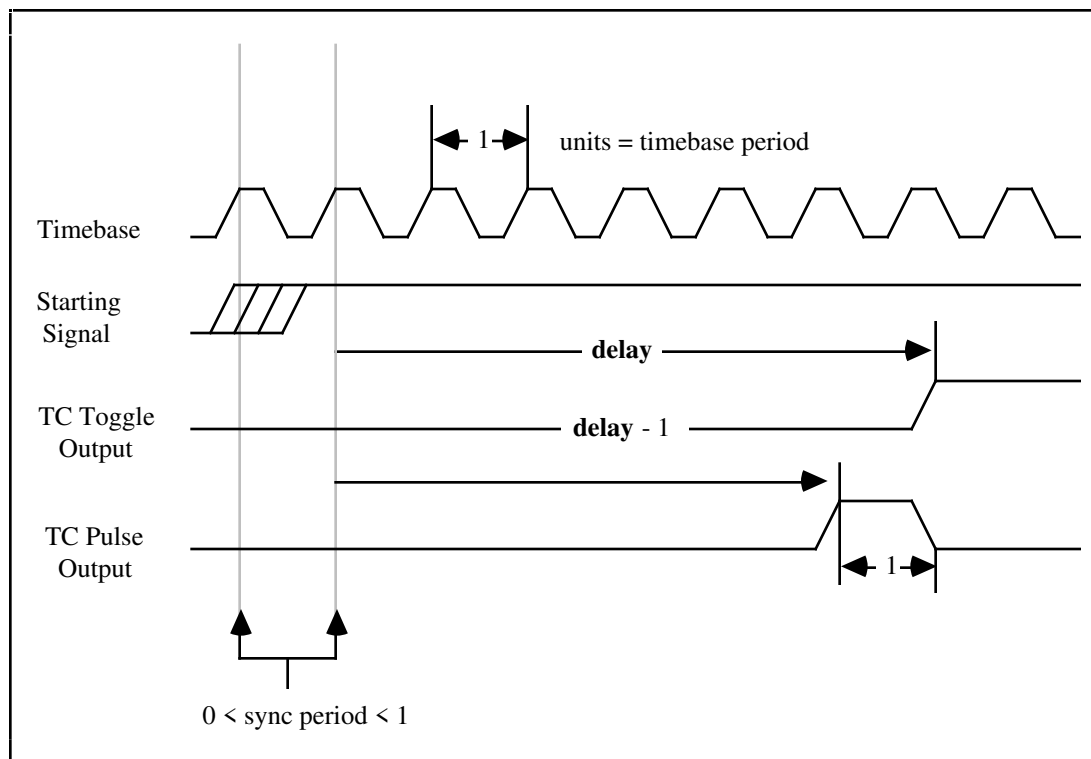 1
units = timebase period
Timebase
Starting
Signal
delay
TC Toggle
Output
delay - 1
TC Pulse
Output
1
0 < sync period < 1